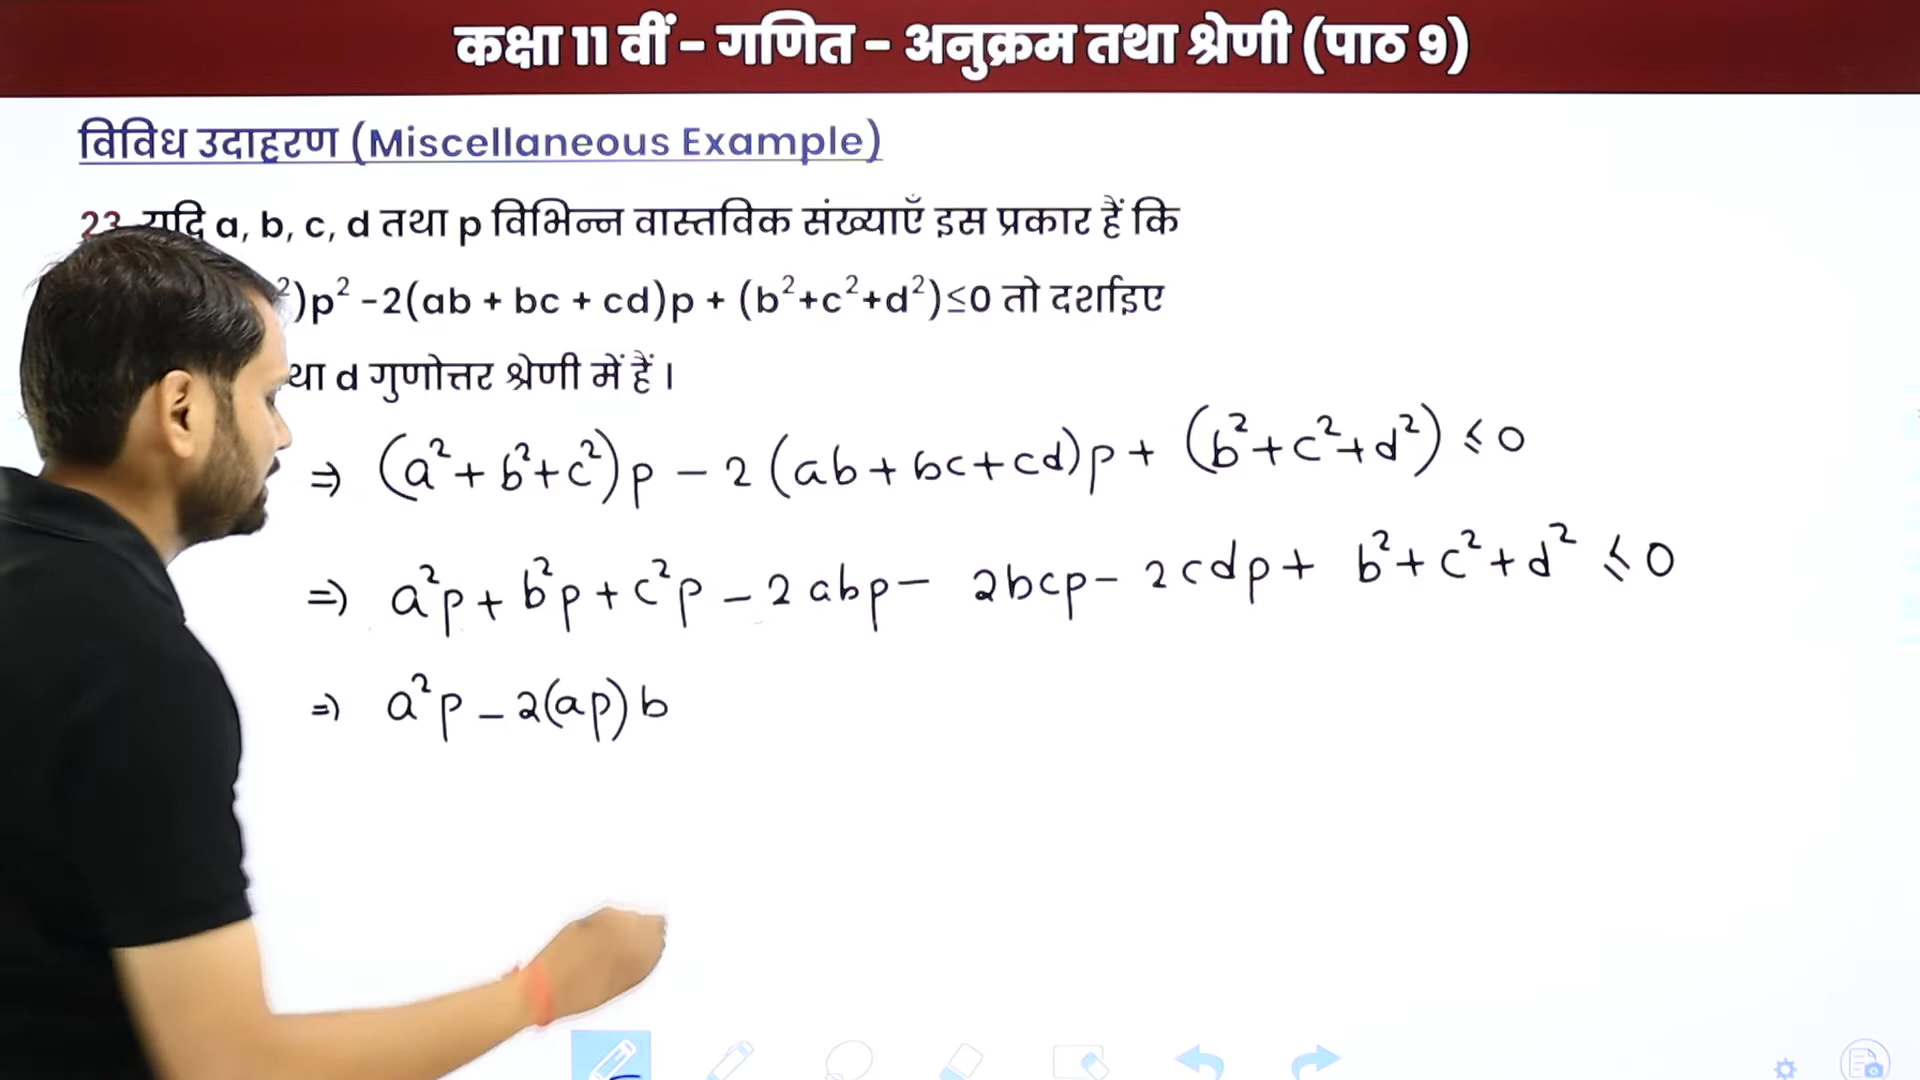 कक्षा 11 वीं – गणित – अनुक्रम तथा श्रेणी (पाठ 9)
विविध उदाहरण (Miscellaneous Example)
23. यदि a, b, c, d तथा p विभिन्न वास्तविक संख्याएँ इस प्रकार हैं कि
²)p² -2(ab + bc + cd)p + (b²+c²+d²)≤0 तो दर्शाइए
d गुणोत्तर श्रेणी में हैं ।
⇒ (a² + b² + c²)p – 2 (ab + bc + cd)p + (b² + c² + d²) ≤ 0
⇒ a²p + b²p + c²p – 2abp – 2bcp – 2cdp + b² + c² + d² ≤ 0
⇒ a²p – 2(ap)b